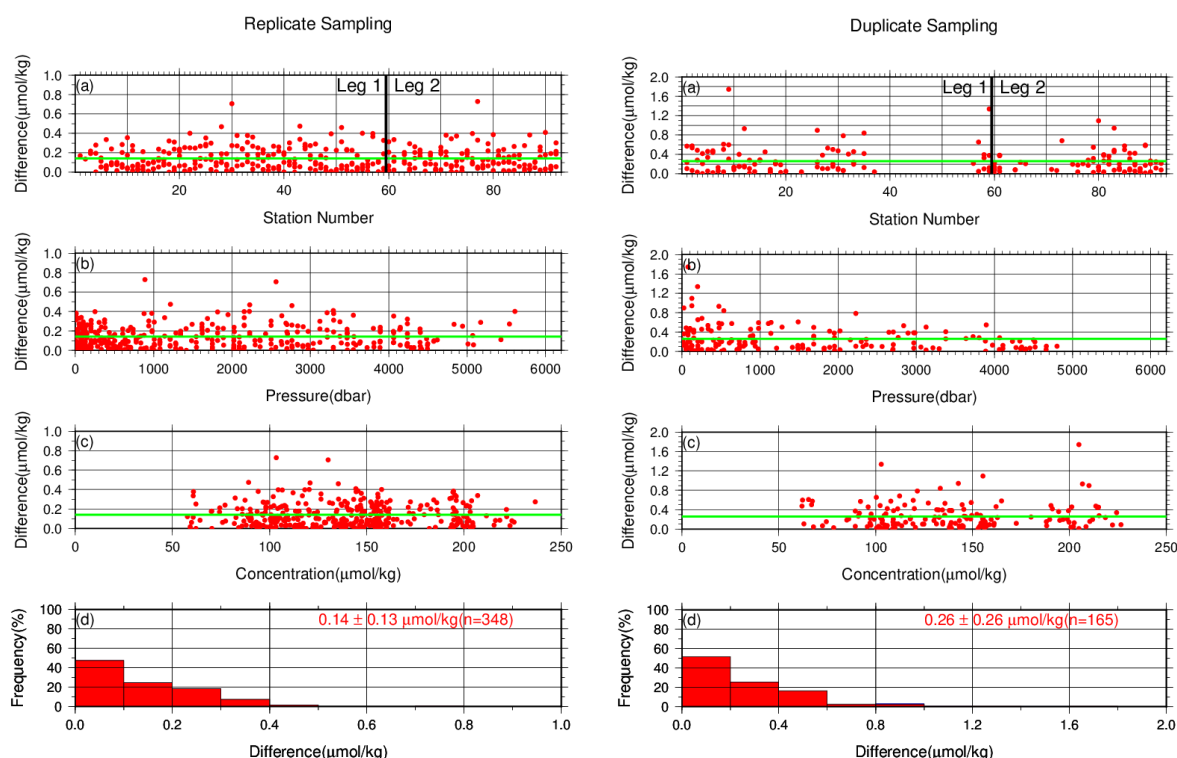 Replicate Sampling
Difference(μmol/kg)
1.0
0.8
0.6
0.4
0.2
0.0
(a)
Leg 1
Leg 2
20
40
60
80
Station Number
Difference(μmol/kg)
1.0
0.8
0.6
0.4
0.2
0.0
(b)
0
1000
2000
3000
4000
5000
6000
Pressure(dbar)
Difference(μmol/kg)
1.0
0.8
0.6
0.4
0.2
0.0
(c)
0
50
100
150
200
250
Concentration(μmol/kg)
Frequency(%)
100
80
60
40
20
0
(d)
0.14 ± 0.13 μmol/kg(n=348)
0.0
0.2
0.4
0.6
0.8
1.0
Difference(μmol/kg)
Duplicate Sampling
Difference(μmol/kg)
2.0
1.6
1.2
0.8
0.4
0.0
(a)
Leg 1
Leg 2
20
40
60
80
Station Number
Difference(μmol/kg)
2.0
1.6
1.2
0.8
0.4
0.0
(b)
0
1000
2000
3000
4000
5000
6000
Pressure(dbar)
Difference(μmol/kg)
2.0
1.6
1.2
0.8
0.4
0.0
(c)
0
50
100
150
200
250
Concentration(μmol/kg)
Frequency(%)
100
80
60
40
20
0
(d)
0.26 ± 0.26 μmol/kg(n=165)
0.0
0.4
0.8
1.2
1.6
2.0
Difference(μmol/kg)